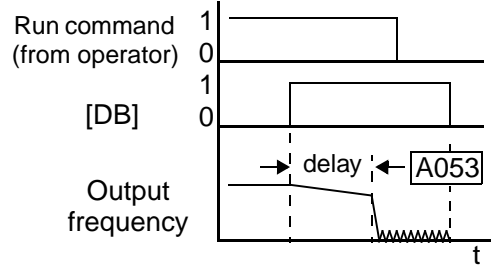 Run command
(from operator)
1
0
[DB]
1
0
delay
A053
Output
frequency
t